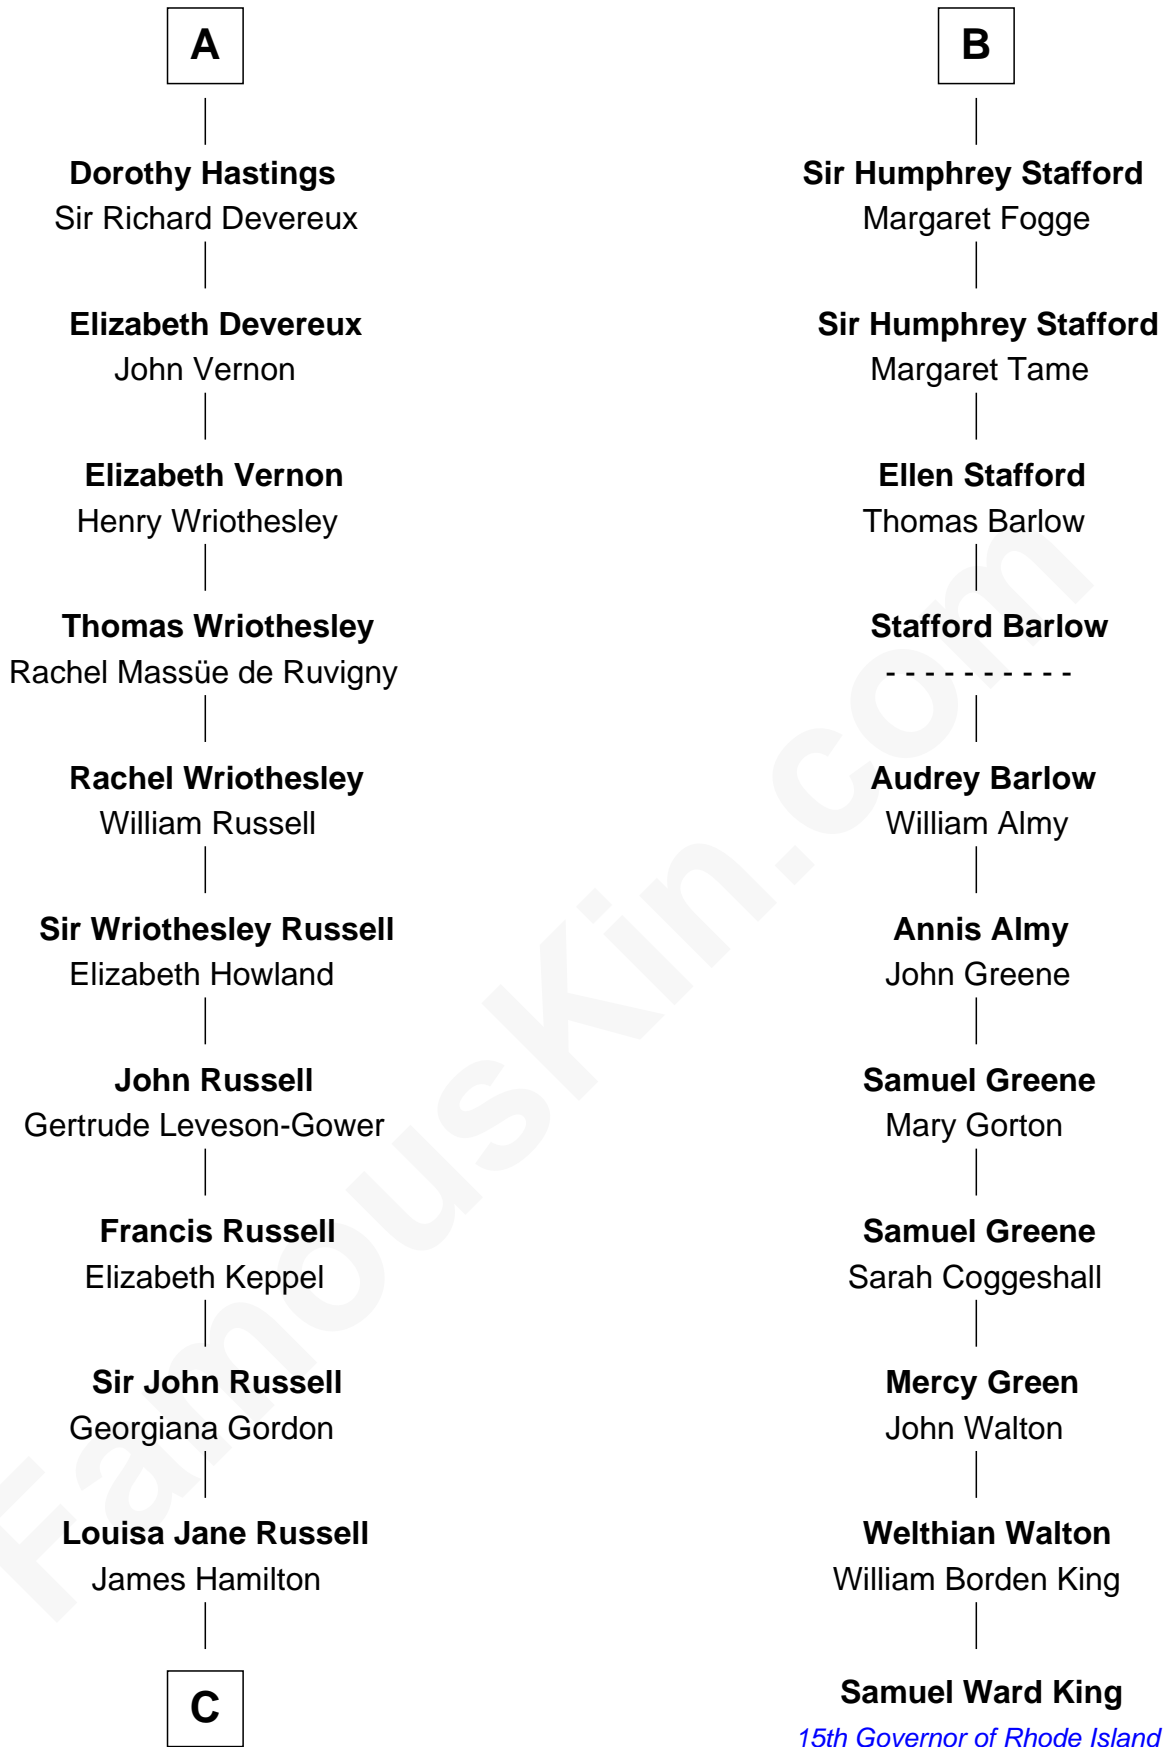 A
Dorothy Hastings
Sir Richard Devereux
Elizabeth Devereux
John Vernon
Elizabeth Vernon
Henry Wriothesley
Thomas Wriothesley
Rachel Massüe de Ruvigny
Rachel Wriothesley
William Russell
Sir Wriothesley Russell
Elizabeth Howland
John Russell
Gertrude Leveson-Gower
Francis Russell
Elizabeth Keppel
Sir John Russell
Georgiana Gordon
Louisa Jane Russell
James Hamilton
C
B
Sir Humphrey Stafford
Margaret Fogge
Sir Humphrey Stafford
Margaret Tame
Ellen Stafford
Thomas Barlow
Stafford Barlow
- - - - - - - - - -
Audrey Barlow
William Almy
Annis Almy
John Greene
Samuel Greene
Mary Gorton
Samuel Greene
Sarah Coggeshall
Mercy Green
John Walton
Welthian Walton
William Borden King
Samuel Ward King
15th Governor of Rhode Island
FamousKin.com